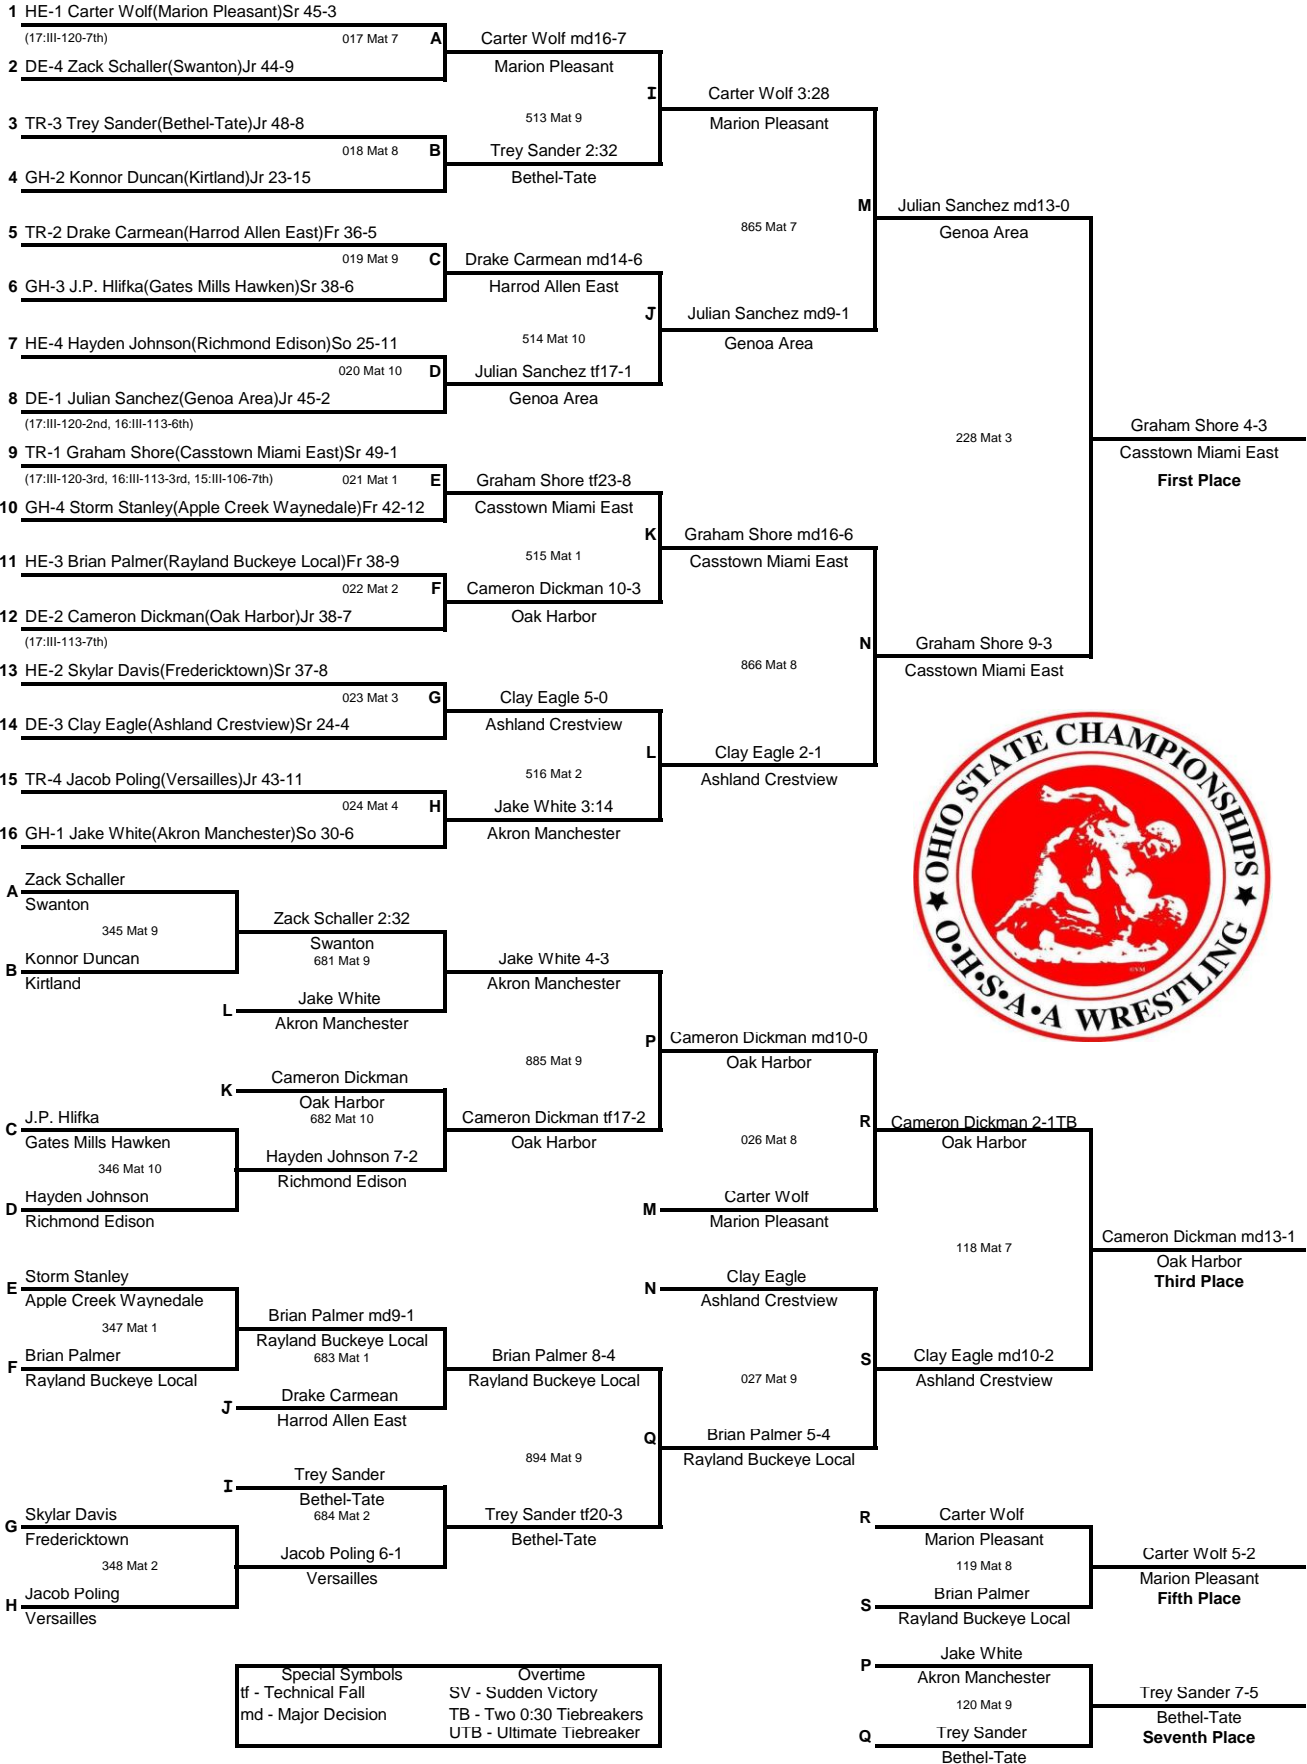 1 HE-1 Carter Wolf(Marion Pleasant)Sr 45-3
(17:III-120-7th)
017 Mat 7 A
2 DE-4 Zack Schaller(Swanton)Jr 44-9
Carter Wolf md16-7
Marion Pleasant
3 TR-3 Trey Sander(Bethel-Tate)Jr 48-8
018 Mat 8 B
4 GH-2 Konnor Duncan(Kirtland)Jr 23-15
I
513 Mat 9
Trey Sander 2:32
Bethel-Tate
Carter Wolf 3:28
Marion Pleasant
5 TR-2 Drake Carmean(Harrod Allen East)Fr 36-5
019 Mat 9 C
6 GH-3 J.P. Hlifka(Gates Mills Hawken)Sr 38-6
Drake Carmean md14-6
Harrod Allen East
7 HE-4 Hayden Johnson(Richmond Edison)So 25-11
020 Mat 10 D
8 DE-1 Julian Sanchez(Genoa Area)Jr 45-2
(17:III-120-2nd, 16:III-113-6th)
J
514 Mat 10
Julian Sanchez tf17-1
Genoa Area
Julian Sanchez md9-1
Genoa Area
M
865 Mat 7
Julian Sanchez md13-0
Genoa Area
9 TR-1 Graham Shore(Casstown Miami East)Sr 49-1
(17:III-120-3rd, 16:III-113-3rd, 15:III-106-7th)
021 Mat 1 E
10 GH-4 Storm Stanley(Apple Creek Waynedale)Fr 42-12
Graham Shore tf23-8
Casstown Miami East
11 HE-3 Brian Palmer(Rayland Buckeye Local)Fr 38-9
022 Mat 2 F
12 DE-2 Cameron Dickman(Oak Harbor)Jr 38-7
(17:III-113-7th)
K
515 Mat 1
Cameron Dickman 10-3
Oak Harbor
Graham Shore md16-6
Casstown Miami East
13 HE-2 Skylar Davis(Fredericktown)Sr 37-8
023 Mat 3 G
14 DE-3 Clay Eagle(Ashland Crestview)Sr 24-4
Clay Eagle 5-0
Ashland Crestview
15 TR-4 Jacob Poling(Versailles)Jr 43-11
024 Mat 4 H
16 GH-1 Jake White(Akron Manchester)So 30-6
L
516 Mat 2
Jake White 3:14
Akron Manchester
Clay Eagle 2-1
Ashland Crestview
N
866 Mat 8
Graham Shore 9-3
Casstown Miami East
228 Mat 3
Graham Shore 4-3
Casstown Miami East
First Place
OHIO STATE CHAMPIONSHIPS
★ O•H•S•A•A WRESTLING ★
A Zack Schaller
Swanton
345 Mat 9
B Konnor Duncan
Kirtland
Zack Schaller 2:32
Swanton
681 Mat 9
L Jake White
Akron Manchester
Jake White 4-3
Akron Manchester
K Cameron Dickman
Oak Harbor
682 Mat 10
C J.P. Hlifka
Gates Mills Hawken
346 Mat 10
D Hayden Johnson
Richmond Edison
Hayden Johnson 7-2
Richmond Edison
P
885 Mat 9
Cameron Dickman tf17-2
Oak Harbor
Cameron Dickman md10-0
Oak Harbor
R
026 Mat 8
M Carter Wolf
Marion Pleasant
Cameron Dickman 2-1TB
Oak Harbor
E Storm Stanley
Apple Creek Waynedale
347 Mat 1
F Brian Palmer
Rayland Buckeye Local
Brian Palmer md9-1
Rayland Buckeye Local
683 Mat 1
J Drake Carmean
Harrod Allen East
Brian Palmer 8-4
Rayland Buckeye Local
I Trey Sander
Bethel-Tate
684 Mat 2
G Skylar Davis
Fredericktown
348 Mat 2
H Jacob Poling
Versailles
Jacob Poling 6-1
Versailles
Q
894 Mat 9
Trey Sander tf20-3
Bethel-Tate
N Clay Eagle
Ashland Crestview
S
027 Mat 9
Brian Palmer 5-4
Rayland Buckeye Local
Clay Eagle md10-2
Ashland Crestview
118 Mat 7
Cameron Dickman md13-1
Oak Harbor
Third Place
R Carter Wolf
Marion Pleasant
119 Mat 8
S Brian Palmer
Rayland Buckeye Local
Carter Wolf 5-2
Marion Pleasant
Fifth Place
P Jake White
Akron Manchester
120 Mat 9
Q Trey Sander
Bethel-Tate
Trey Sander 7-5
Bethel-Tate
Seventh Place
Special Symbols Overtime
tf - Technical Fall SV - Sudden Victory
md - Major Decision TB - Two 0:30 Tiebreakers
UTB - Ultimate Tiebreaker